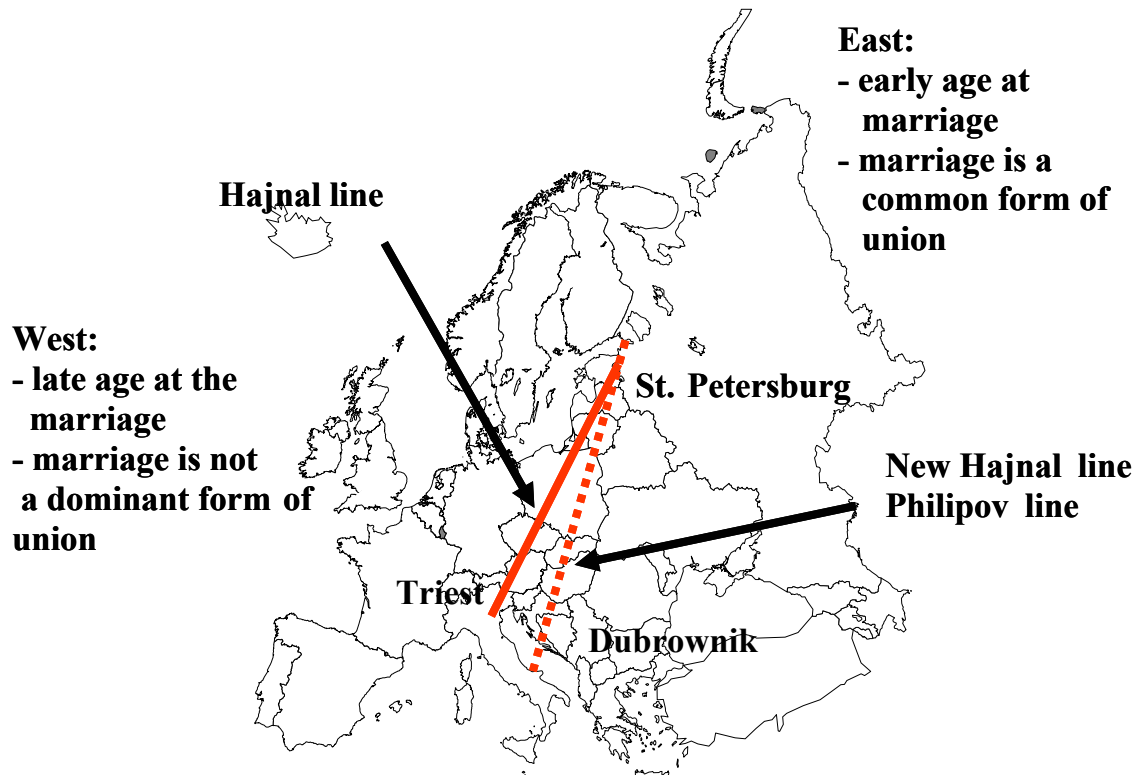 East:
- early age at
marriage
- marriage is a
common form of
union
Hajnal line
West:
- late age at the
marriage
- marriage is not
a dominant form of
union
St. Petersburg
New Hajnal line
Philipov line
Triest
Dubrownik